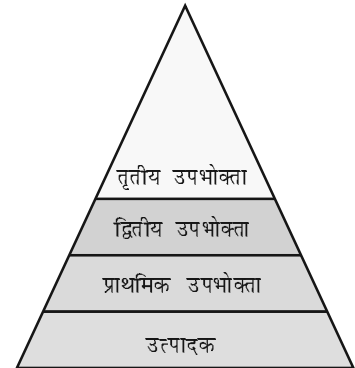 तृतीय उपभोक्ता
द्वितीय उपभोक्ता
प्राथमिक उपभोक्ता
उत्पादक